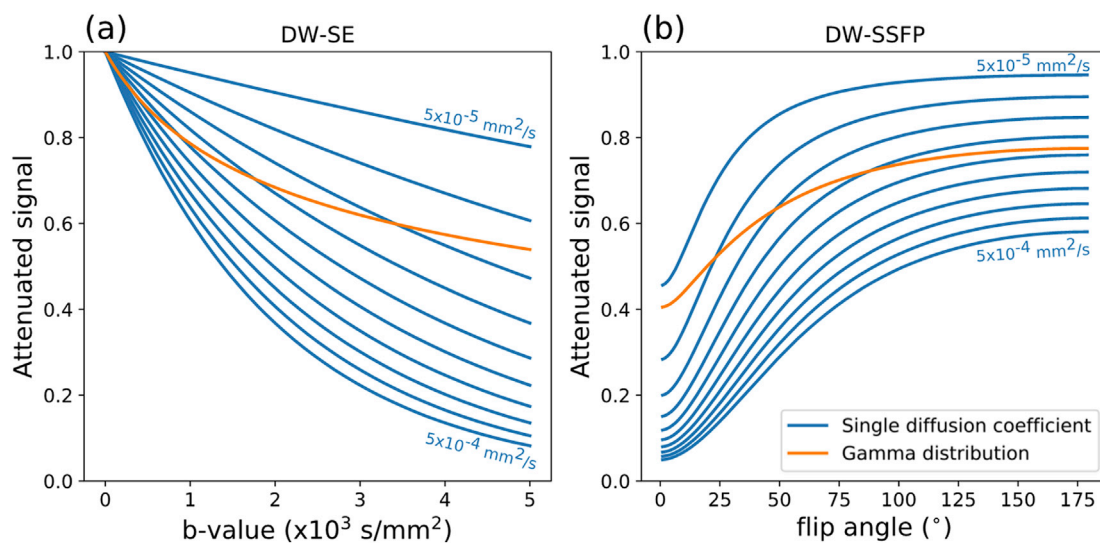 (a)
DW-SE
1.0
0.8
0.6
0.4
0.2
0.0
Attenuated signal
5x10-5 mm2/s
5x10-4 mm2/s
0
1
2
3
4
5
b-value (x103 s/mm2)
(b)
DW-SSFP
1.0
0.8
0.6
0.4
0.2
0.0
Attenuated signal
5x10-5 mm2/s
5x10-4 mm2/s
Single diffusion coefficient
Gamma distribution
0
25
50
75
100
125
150
175
flip angle (°)